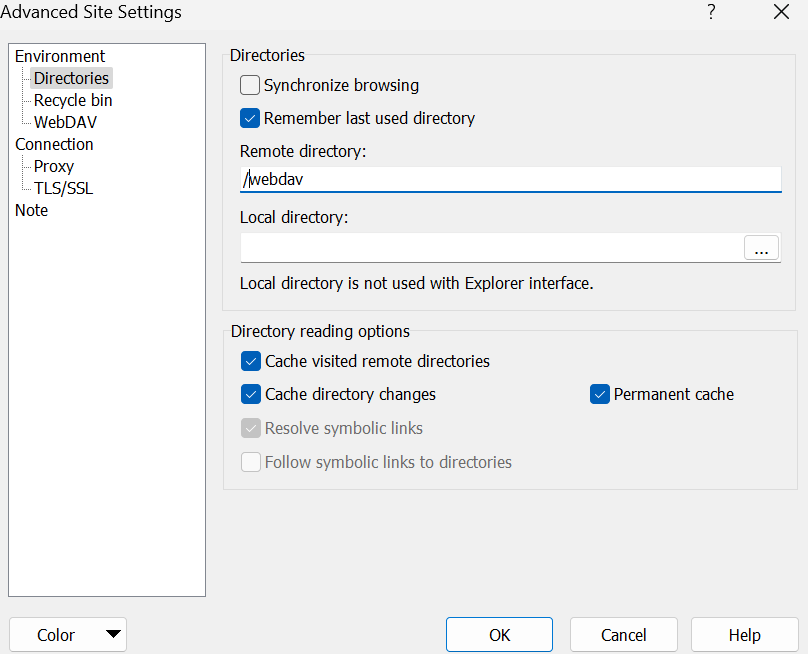 Advanced Site Settings ?
Environment
Directories
Recycle bin
WebDAV
Connection
Proxy
TLS/SSL
Note
Directories
Synchronize browsing
Remember last used directory
Remote directory:
/webdav
Local directory:
...
Local directory is not used with Explorer interface.
Directory reading options
Cache visited remote directories
Cache directory changes Permanent cache
Resolve symbolic links
Follow symbolic links to directories
Color OK Cancel Help